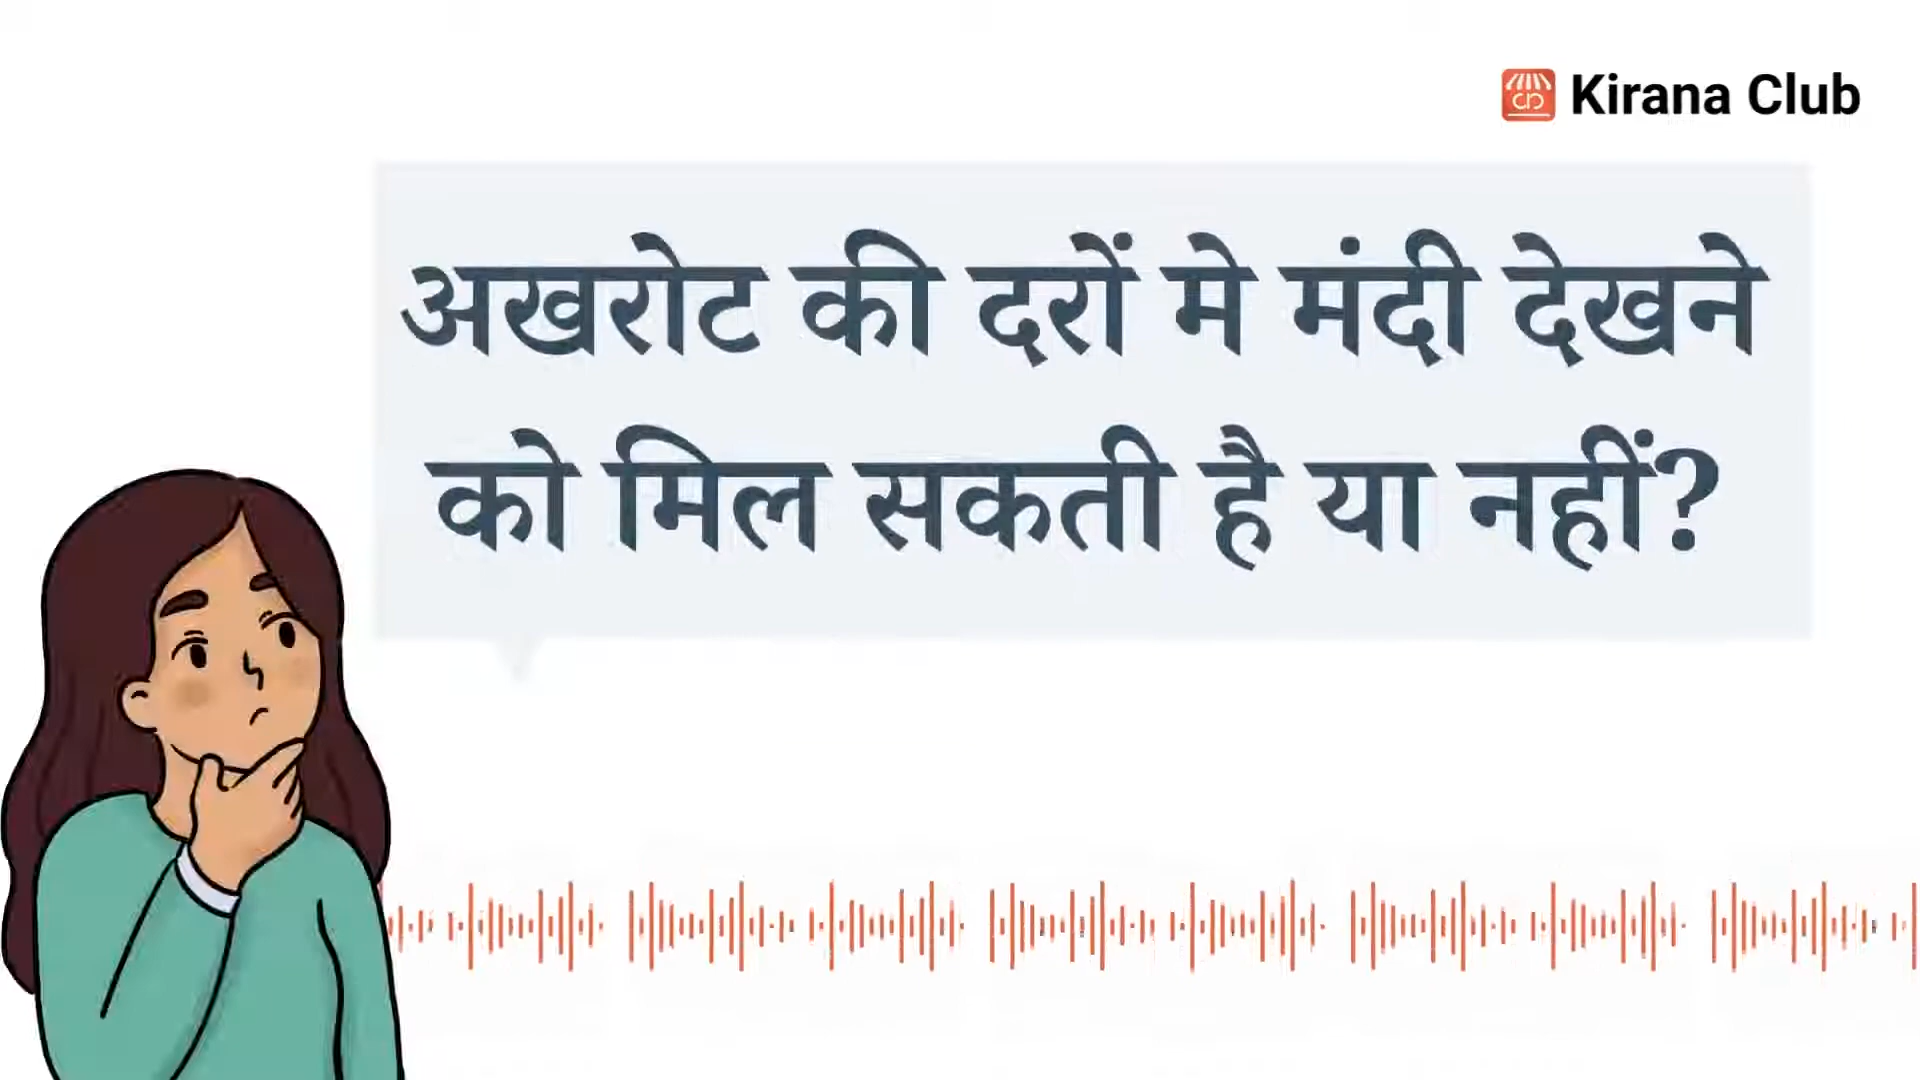 Kirana Club
अखरोट की दरों मे मंदी देखने
को मिल सकती है या नहीं?